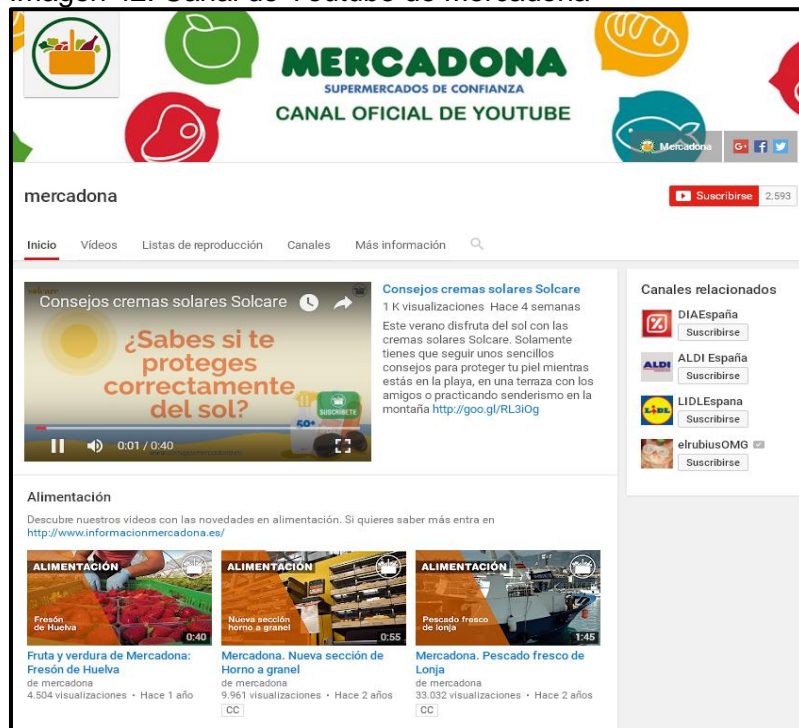 Imagen 42. Canal de Youtube de Mercadona
MERCADONA
SUPERMERCADOS DE CONFIANZA
CANAL OFICIAL DE YOUTUBE
Mercadona
G+ f
mercadona
Suscribirse 2.593
Inicio Vídeos Listas de reproducción Canales Más información
Consejos cremas solares Solcare
¿Sabes si te
proteges
correctamente
del sol?
50+
SUSCRÍBETE
0:01 / 0:40
Consejos cremas solares Solcare
1 K visualizaciones Hace 4 semanas
Este verano disfruta del sol con las
cremas solares Solcare. Solamente
tienes que seguir unos sencillos
consejos para proteger tu piel mientras
estás en la playa, en una terraza con los
amigos o practicando senderismo en la
montaña http://goo.gl/RL3iOg
Canales relacionados
DIAEspaña
Suscribirse
ALDI
ALDI España
Suscribirse
LIDL
LIDLEspana
Suscribirse
elrubiusOMG
Suscribirse
Alimentación
Descubre nuestros videos con las novedades en alimentación. Si quieres saber más entra en
http://www.informacionmercadona.es/
ALIMENTACIÓN
Fresón
de Huelva
0:40
Fruta y verdura de Mercadona:
Fresón de Huelva
de mercadona
4.504 visualizaciones • Hace 1 año
ALIMENTACIÓN
Nueva sección
horno a granel
0:55
Mercadona. Nueva sección de
Horno a granel
de mercadona
9.961 visualizaciones • Hace 2 años
CC
ALIMENTACIÓN
Pescado fresco
de lonja
1:45
Mercadona. Pescado fresco de
Lonja
de mercadona
33.032 visualizaciones • Hace 2 años
CC